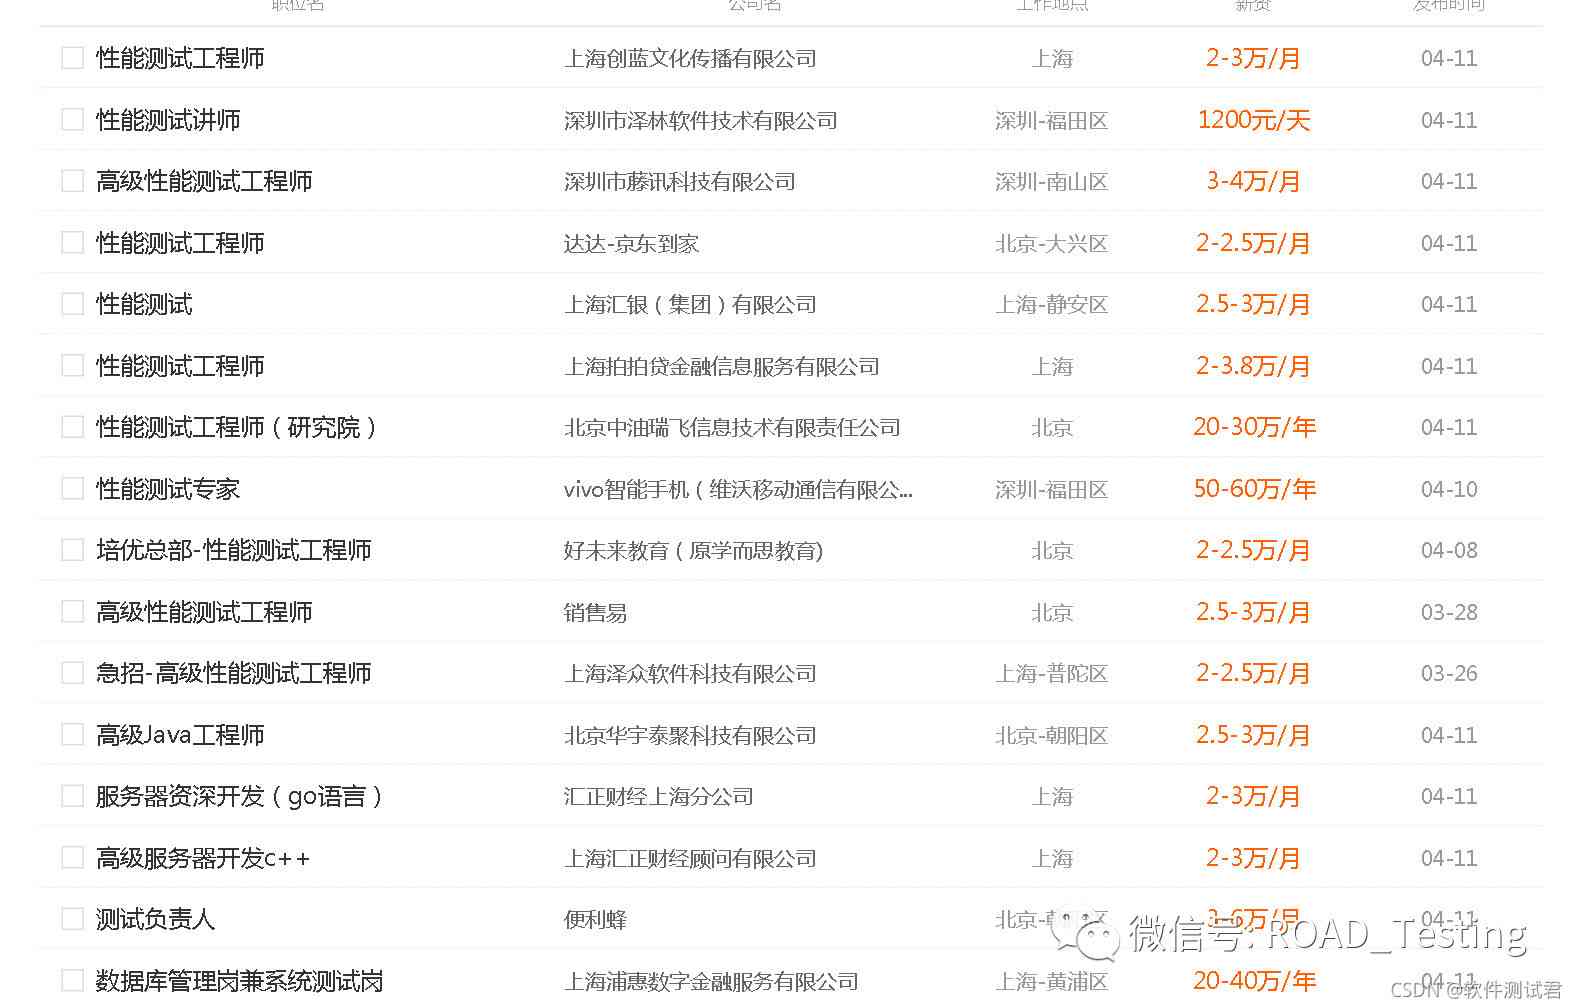 职位名 公司名 工作地点 薪资 发布时间
性能测试工程师 上海创蓝文化传播有限公司 上海 2-3万/月 04-11
性能测试讲师 深圳市泽林软件技术有限公司 深圳-福田区 1200元/天 04-11
高级性能测试工程师 深圳市藤讯科技有限公司 深圳-南山区 3-4万/月 04-11
性能测试工程师 达达-京东到家 北京-大兴区 2-2.5万/月 04-11
性能测试 上海汇银（集团）有限公司 上海-静安区 2.5-3万/月 04-11
性能测试工程师 上海拍拍贷金融信息服务有限公司 上海 2-3.8万/月 04-11
性能测试工程师（研究院） 北京中油瑞飞信息技术有限责任公司 北京 20-30万/年 04-11
性能测试专家 vivo智能手机（维沃移动通信有限公... 深圳-福田区 50-60万/年 04-10
培优总部-性能测试工程师 好未来教育（原学而思教育) 北京 2-2.5万/月 04-08
高级性能测试工程师 销售易 北京 2.5-3万/月 03-28
急招-高级性能测试工程师 上海泽众软件科技有限公司 上海-普陀区 2-2.5万/月 03-26
高级Java工程师 北京华宇泰聚科技有限公司 北京-朝阳区 2.5-3万/月 04-11
服务器资深开发（go语言） 汇正财经上海分公司 上海 2-3万/月 04-11
高级服务器开发c++ 上海汇正财经顾问有限公司 上海 2-3万/月 04-11
测试负责人 便利蜂 北京-朝 区 3-6万/月 04-11
微信号: ROAD_Testing
数据库管理岗兼系统测试岗 上海浦惠数字金融服务有限公司 上海-黄浦区 20-40万/年 04-11
CSDN @软件测试君